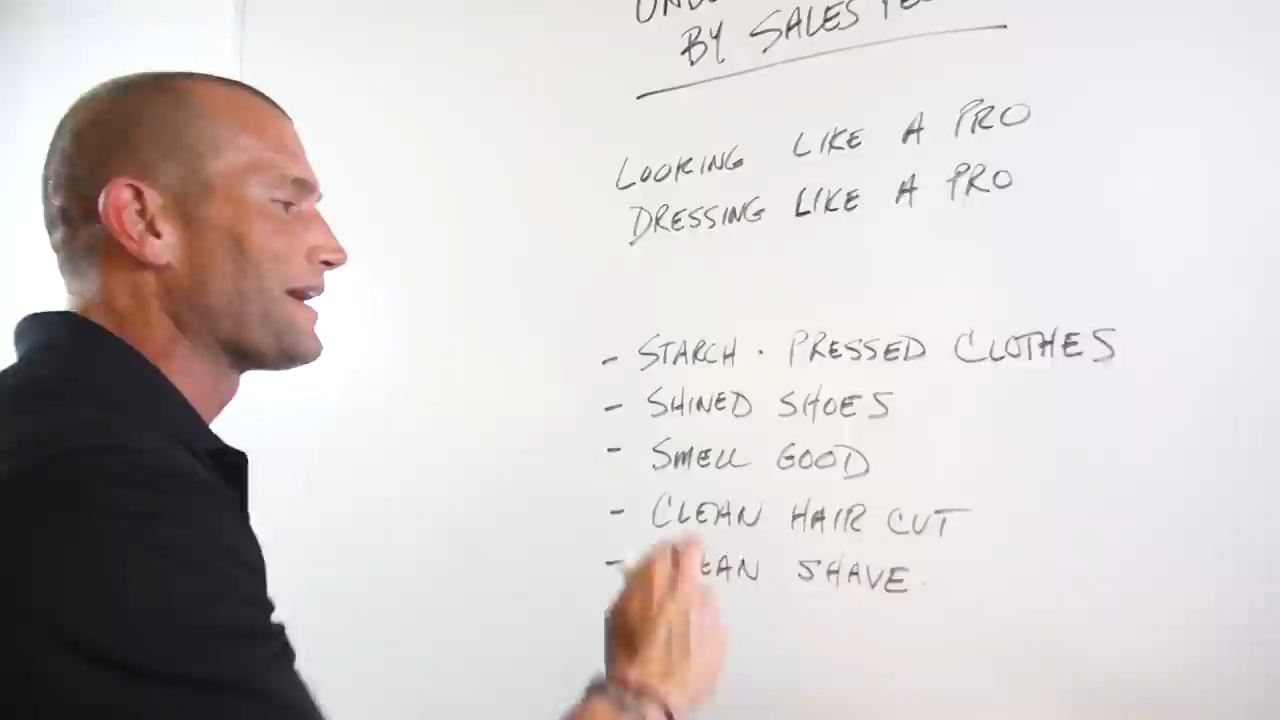 BY SALES
LOOKING LIKE A PRO
DRESSING LIKE A PRO
- STARCH · PRESSED CLOTHES
- SHINED SHOES
- SMELL GOOD
- CLEAN HAIR CUT
- SHAVE.